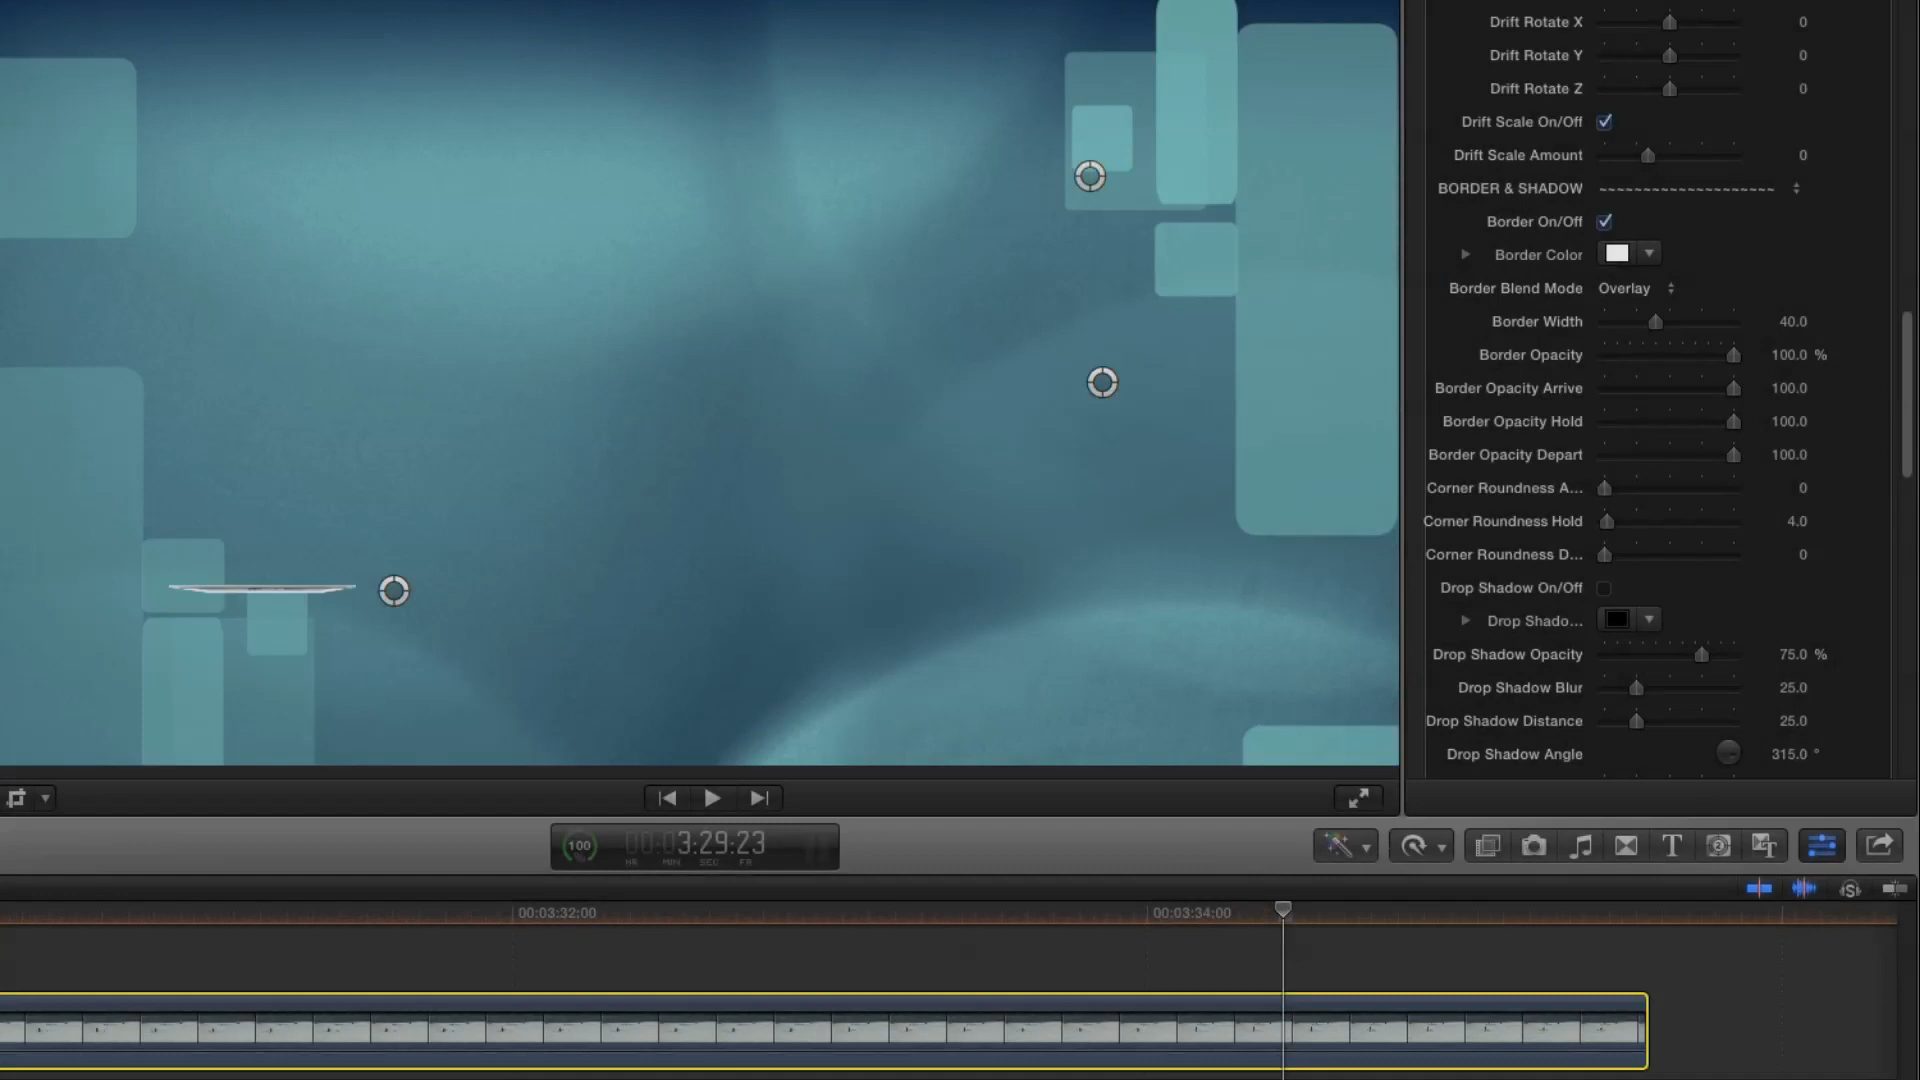 Drift Rotate X 0
Drift Rotate Y 0
Drift Rotate Z 0
Drift Scale On/Off
Drift Scale Amount 0
BORDER & SHADOW ~~~~~~~~~~~~~~~~~~~~
Border On/Off
Border Color
Border Blend Mode Overlay
Border Width 40.0
Border Opacity 100.0 %
Border Opacity Arrive 100.0
Border Opacity Hold 100.0
Border Opacity Depart 100.0
Corner Roundness A... 0
Corner Roundness Hold 4.0
Corner Roundness D... 0
Drop Shadow On/Off
Drop Shado...
Drop Shadow Opacity 75.0 %
Drop Shadow Blur 25.0
Drop Shadow Distance 25.0
Drop Shadow Angle 315.0 °
100 00:03:29:23
HR MIN SEC FR
T 2 T
S
00:03:32:00 00:03:34:00